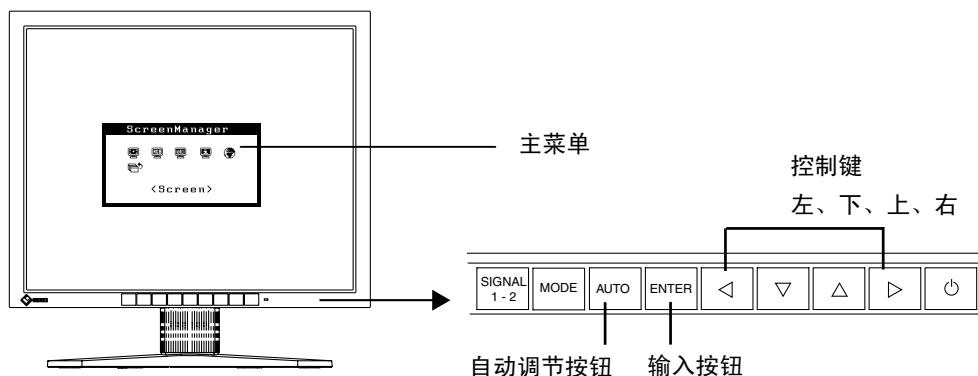 ScreenManager
<Screen>
主菜单
控制键
左、下、上、右
SIGNAL
1 - 2
MODE
AUTO
ENTER
自动调节按钮
输入按钮